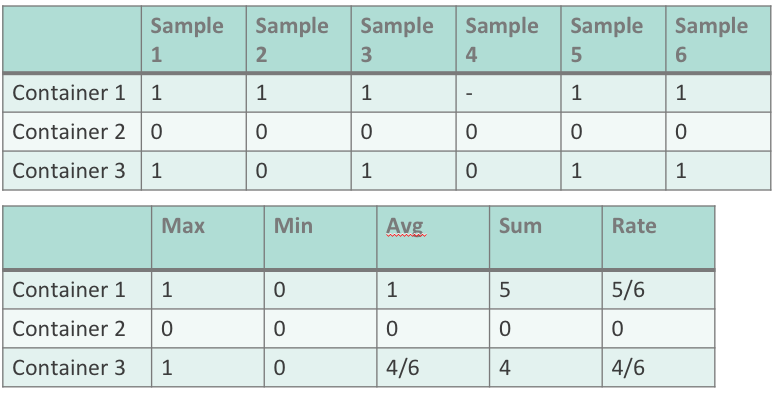 Sample 1 Sample 2 Sample 3 Sample 4 Sample 5 Sample 6
Container 1 1 1 1 - 1 1
Container 2 0 0 0 0 0 0
Container 3 1 0 1 0 1 1
Max Min Avg Sum Rate
Container 1 1 0 1 5 5/6
Container 2 0 0 0 0 0
Container 3 1 0 4/6 4 4/6